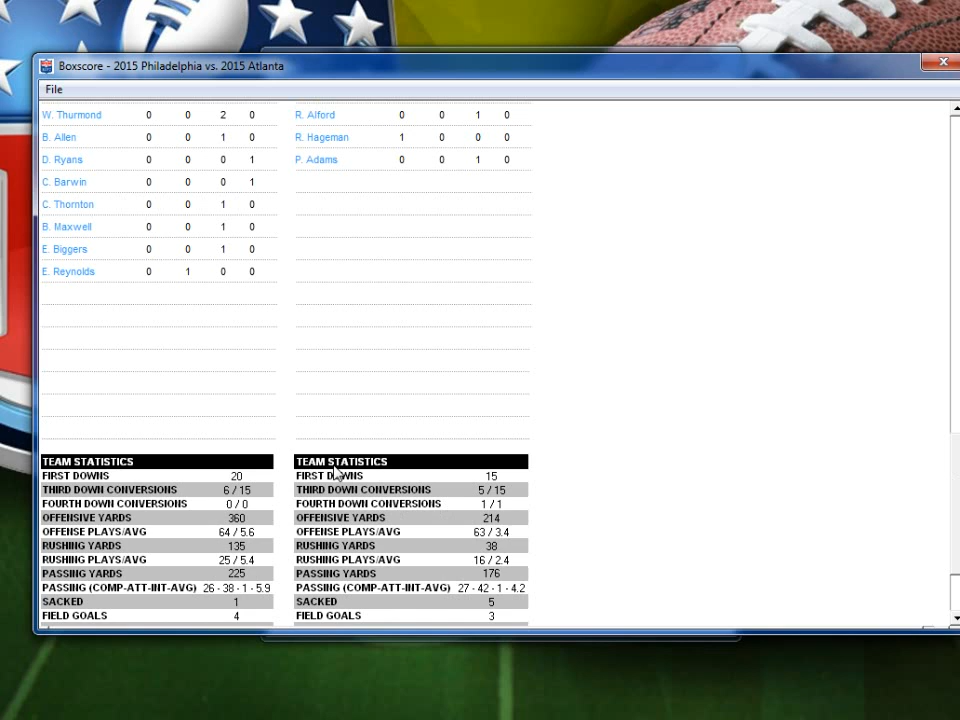 Boxscore - 2015 Philadelphia vs. 2015 Atlanta
File
W. Thurmond 0 0 2 0 R. Alford 0 0 1 0
B. Allen 0 0 1 0 R. Hageman 1 0 0 0
D. Ryans 0 0 0 1 P. Adams 0 0 1 0
C. Barwin 0 0 0 1
C. Thornton 0 0 1 0
B. Maxwell 0 0 1 0
E. Biggers 0 0 1 0
E. Reynolds 0 1 0 0
TEAM STATISTICS TEAM STATISTICS
FIRST DOWNS 20 FIRST DOWNS 15
THIRD DOWN CONVERSIONS 6 / 15 THIRD DOWN CONVERSIONS 5 / 15
FOURTH DOWN CONVERSIONS 0 / 0 FOURTH DOWN CONVERSIONS 1 / 1
OFFENSIVE YARDS 360 OFFENSIVE YARDS 214
OFFENSE PLAYS/AVG 64 / 5.6 OFFENSE PLAYS/AVG 63 / 3.4
RUSHING YARDS 135 RUSHING YARDS 38
RUSHING PLAYS/AVG 25 / 5.4 RUSHING PLAYS/AVG 16 / 2.4
PASSING YARDS 225 PASSING YARDS 176
PASSING (COMP-ATT-INT-AVG) 26 - 38 - 1 - 5.9 PASSING (COMP-ATT-INT-AVG) 27 - 42 - 1 - 4.2
SACKED 1 SACKED 5
FIELD GOALS 4 FIELD GOALS 3